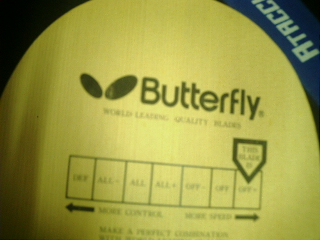 ATACC
Butterfly®
WORLD-LEADING QUALITY BLADES
THIS BLADE IS
DEF ALL- ALL ALL+ OFF- OFF OFF+
MORE CONTROL MORE SPEED
MAKE A PERFECT COMBINATION